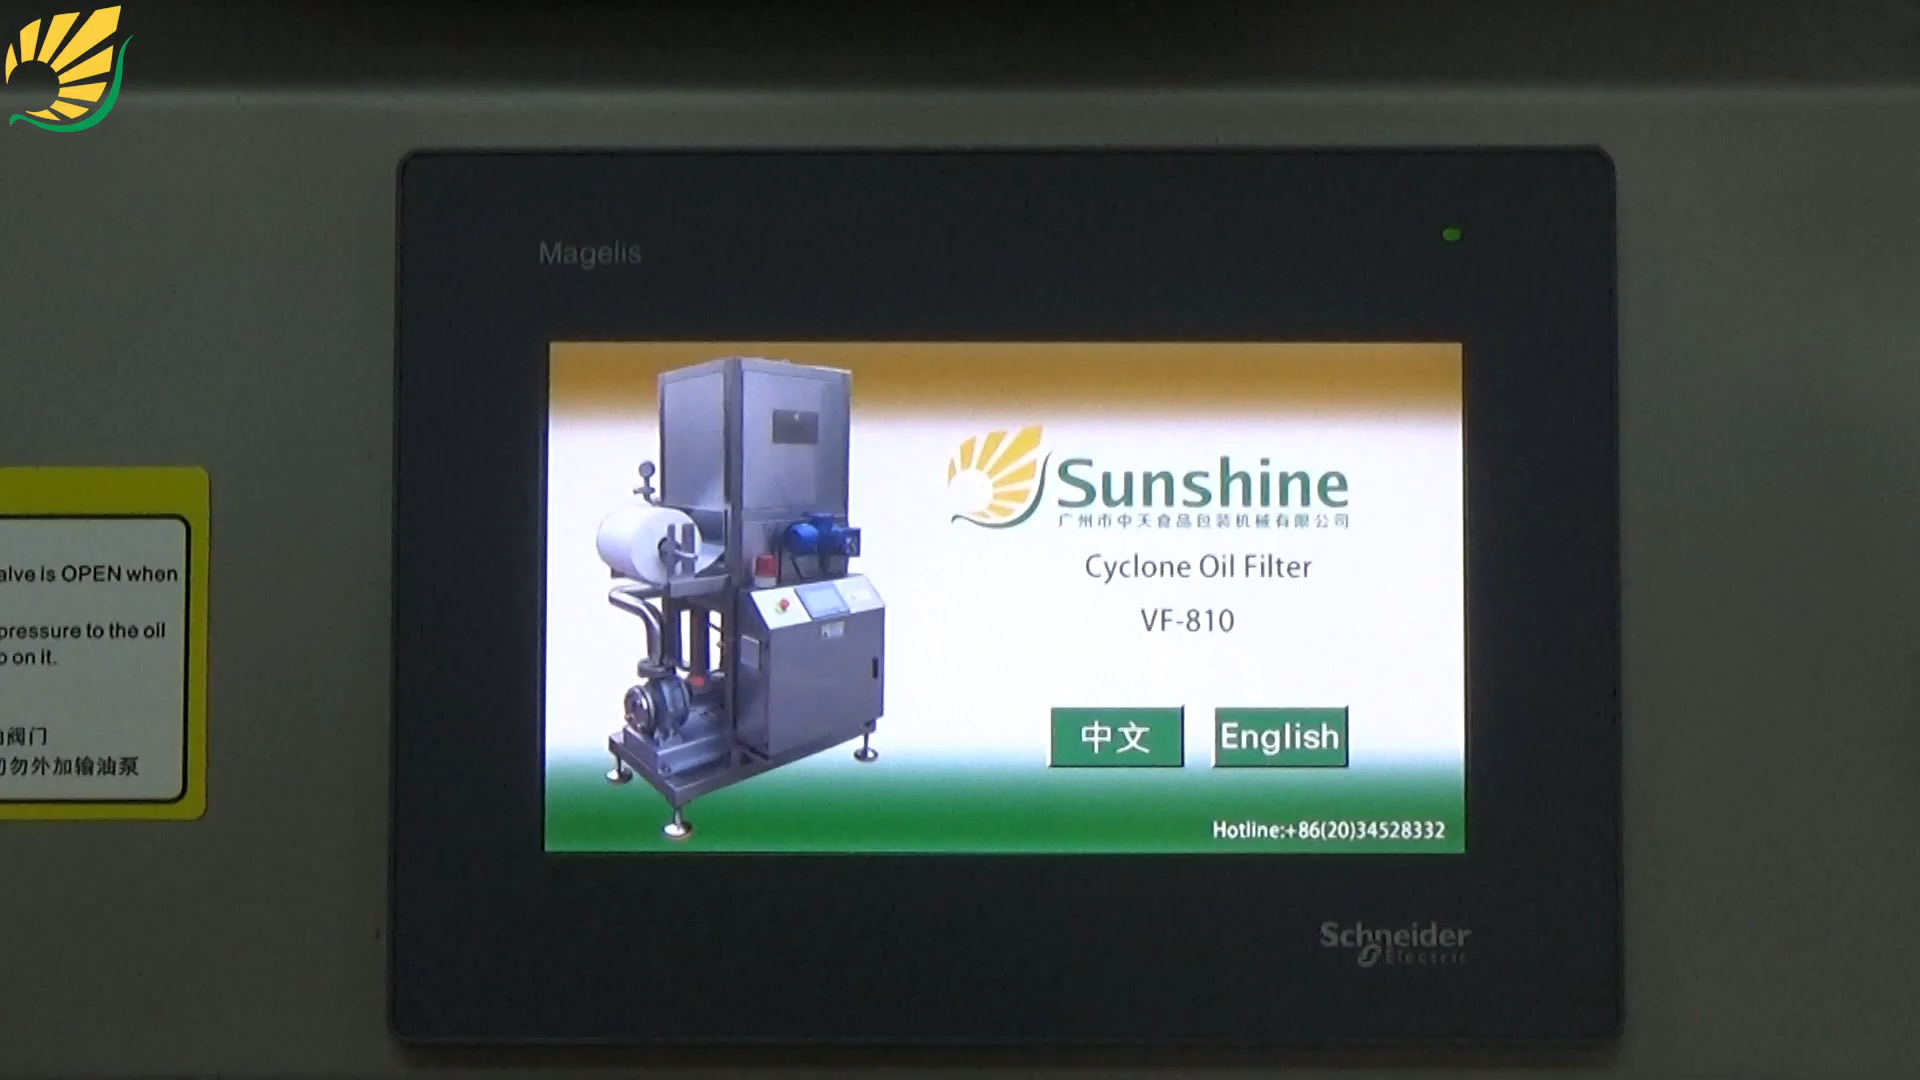 Magelis
Sunshine
广州市中天食品包装机械有限公司
Cyclone Oil Filter
VF-810
中文
English
Hotline:+86(20)34528332
Schneider
Electric
is OPEN when
pressure to the oil
on it.
阀门
勿外加输油泵